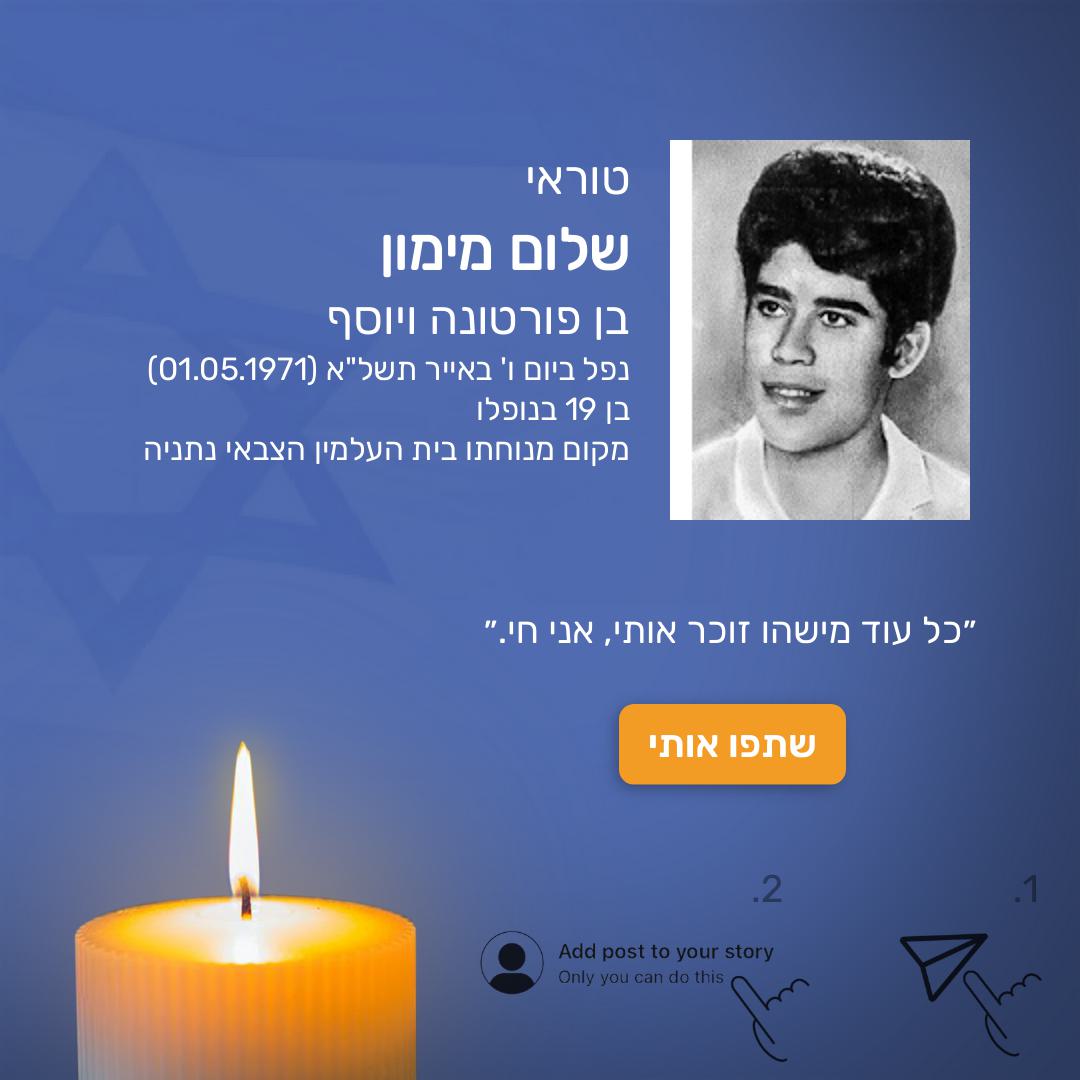 טוראי
שלום מימון
בן פורטונה ויוסף
נפל ביום ו' באייר תשל"א (01.05.1971)
בן 19 בנופלו
מקום מנוחתו בית העלמין הצבאי נתניה
״כל עוד מישהו זוכר אותי, אני חי.״
שתפו אותי
1.
2.
Add post to your story
Only you can do this